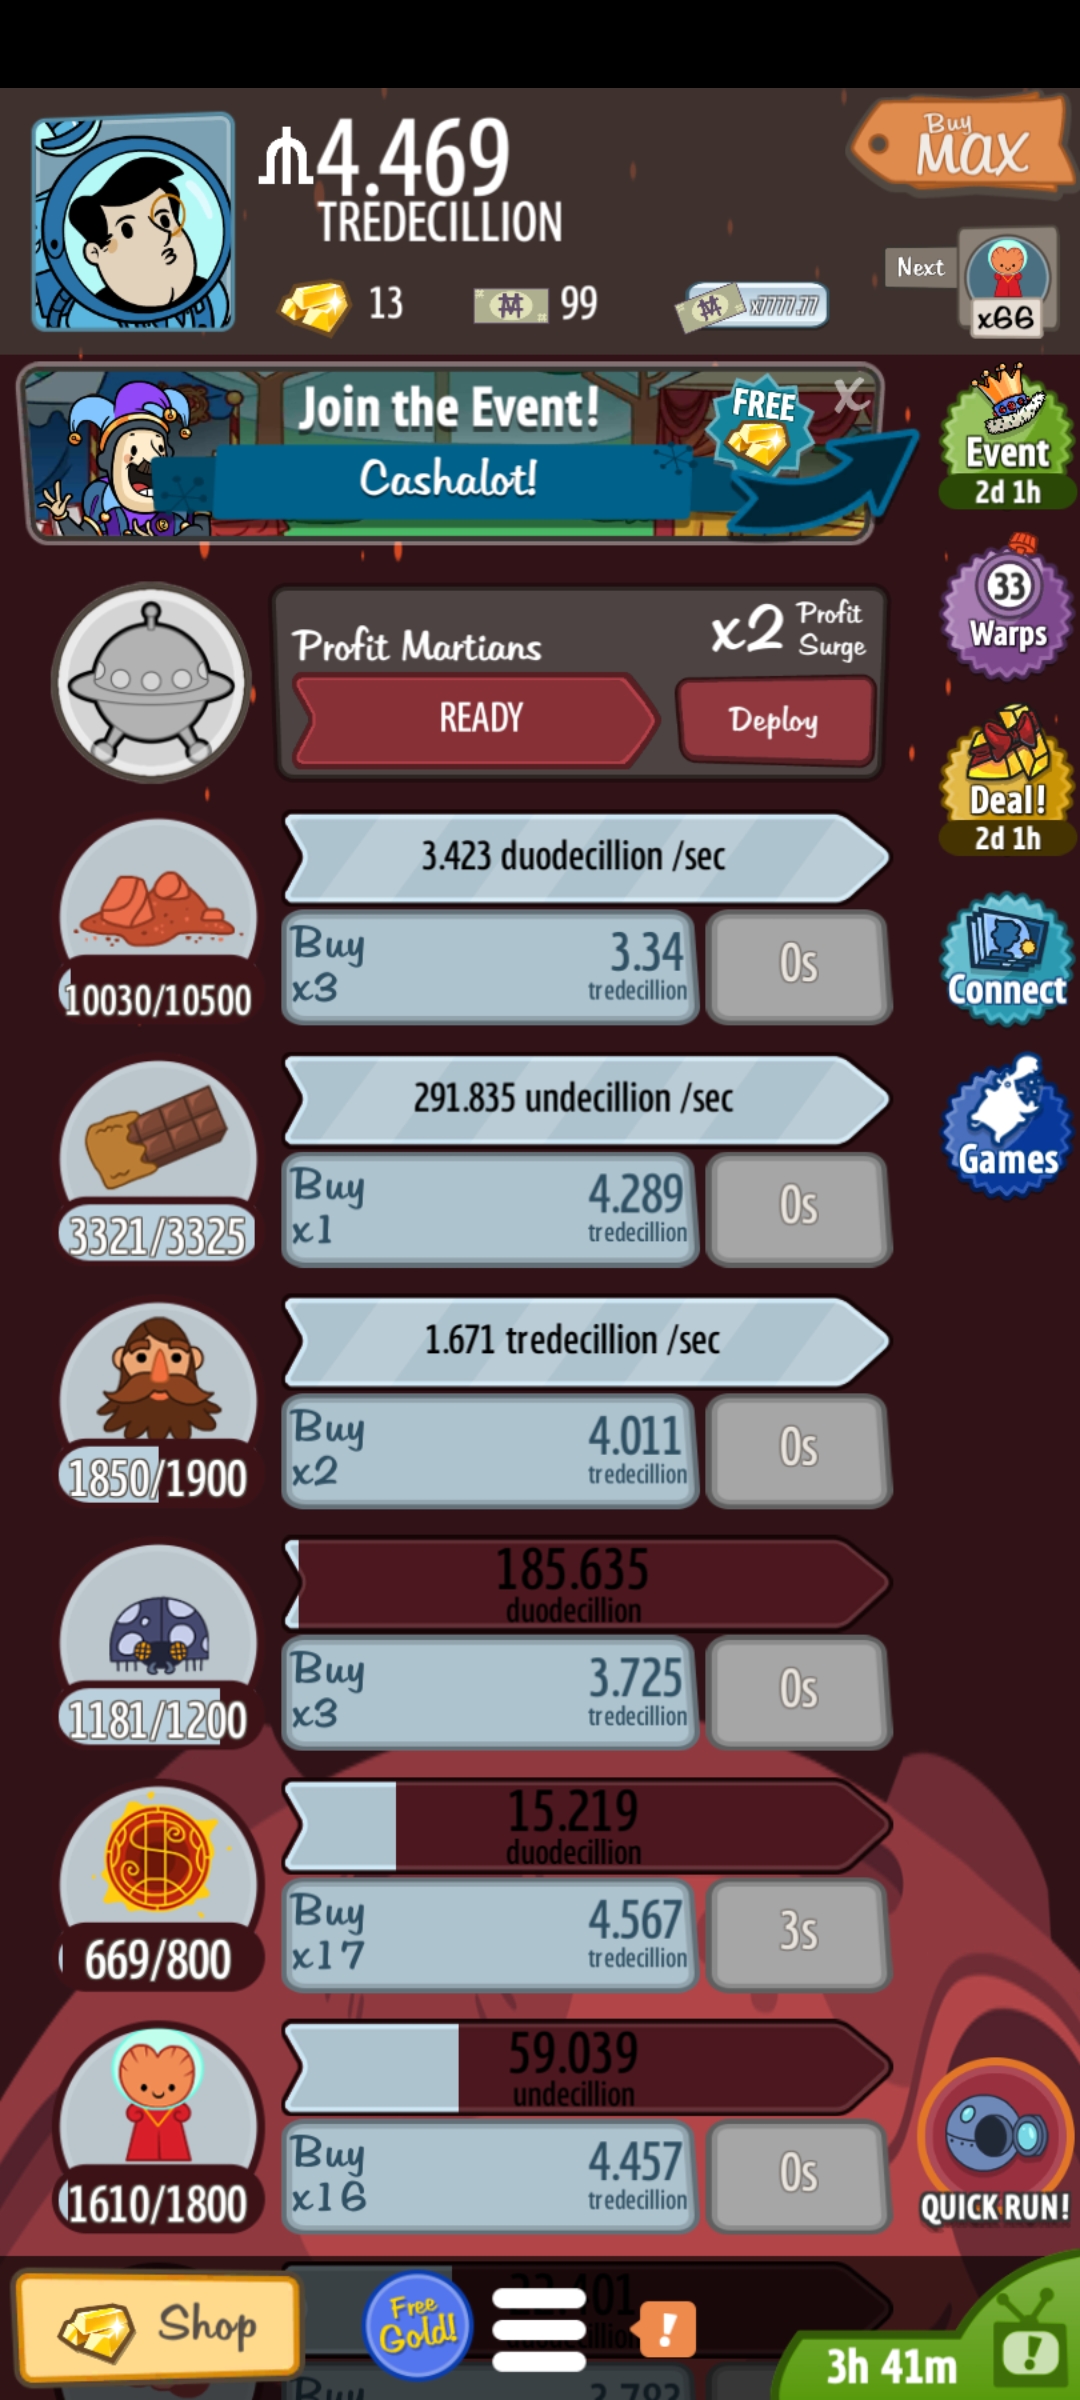 4.469
TREDECILLION
Buy
MAX
13
99
x7777.77
Next
x66
Join the Event!
Cashalot!
FREE
X
Event
2d 1h
33
Warps
Profit Martians
x2 Profit
Surge
READY
Deploy
Deal!
2d 1h
3.423 duodecillion /sec
Buy
x3
3.34
tredecillion
0s
10030/10500
Connect
291.835 undecillion /sec
Buy
x1
4.289
tredecillion
0s
3321/3325
Games
1.671 tredecillion /sec
Buy
x2
4.011
tredecillion
0s
1850/1900
185.635
duodecillion
Buy
x3
3.725
tredecillion
0s
1181/1200
15.219
duodecillion
Buy
x17
4.567
tredecillion
3s
669/800
59.039
undecillion
Buy
x16
4.457
tredecillion
0s
1610/1800
QUICK RUN!
Shop
Free
Gold!
!
3h 41m
!
Buy